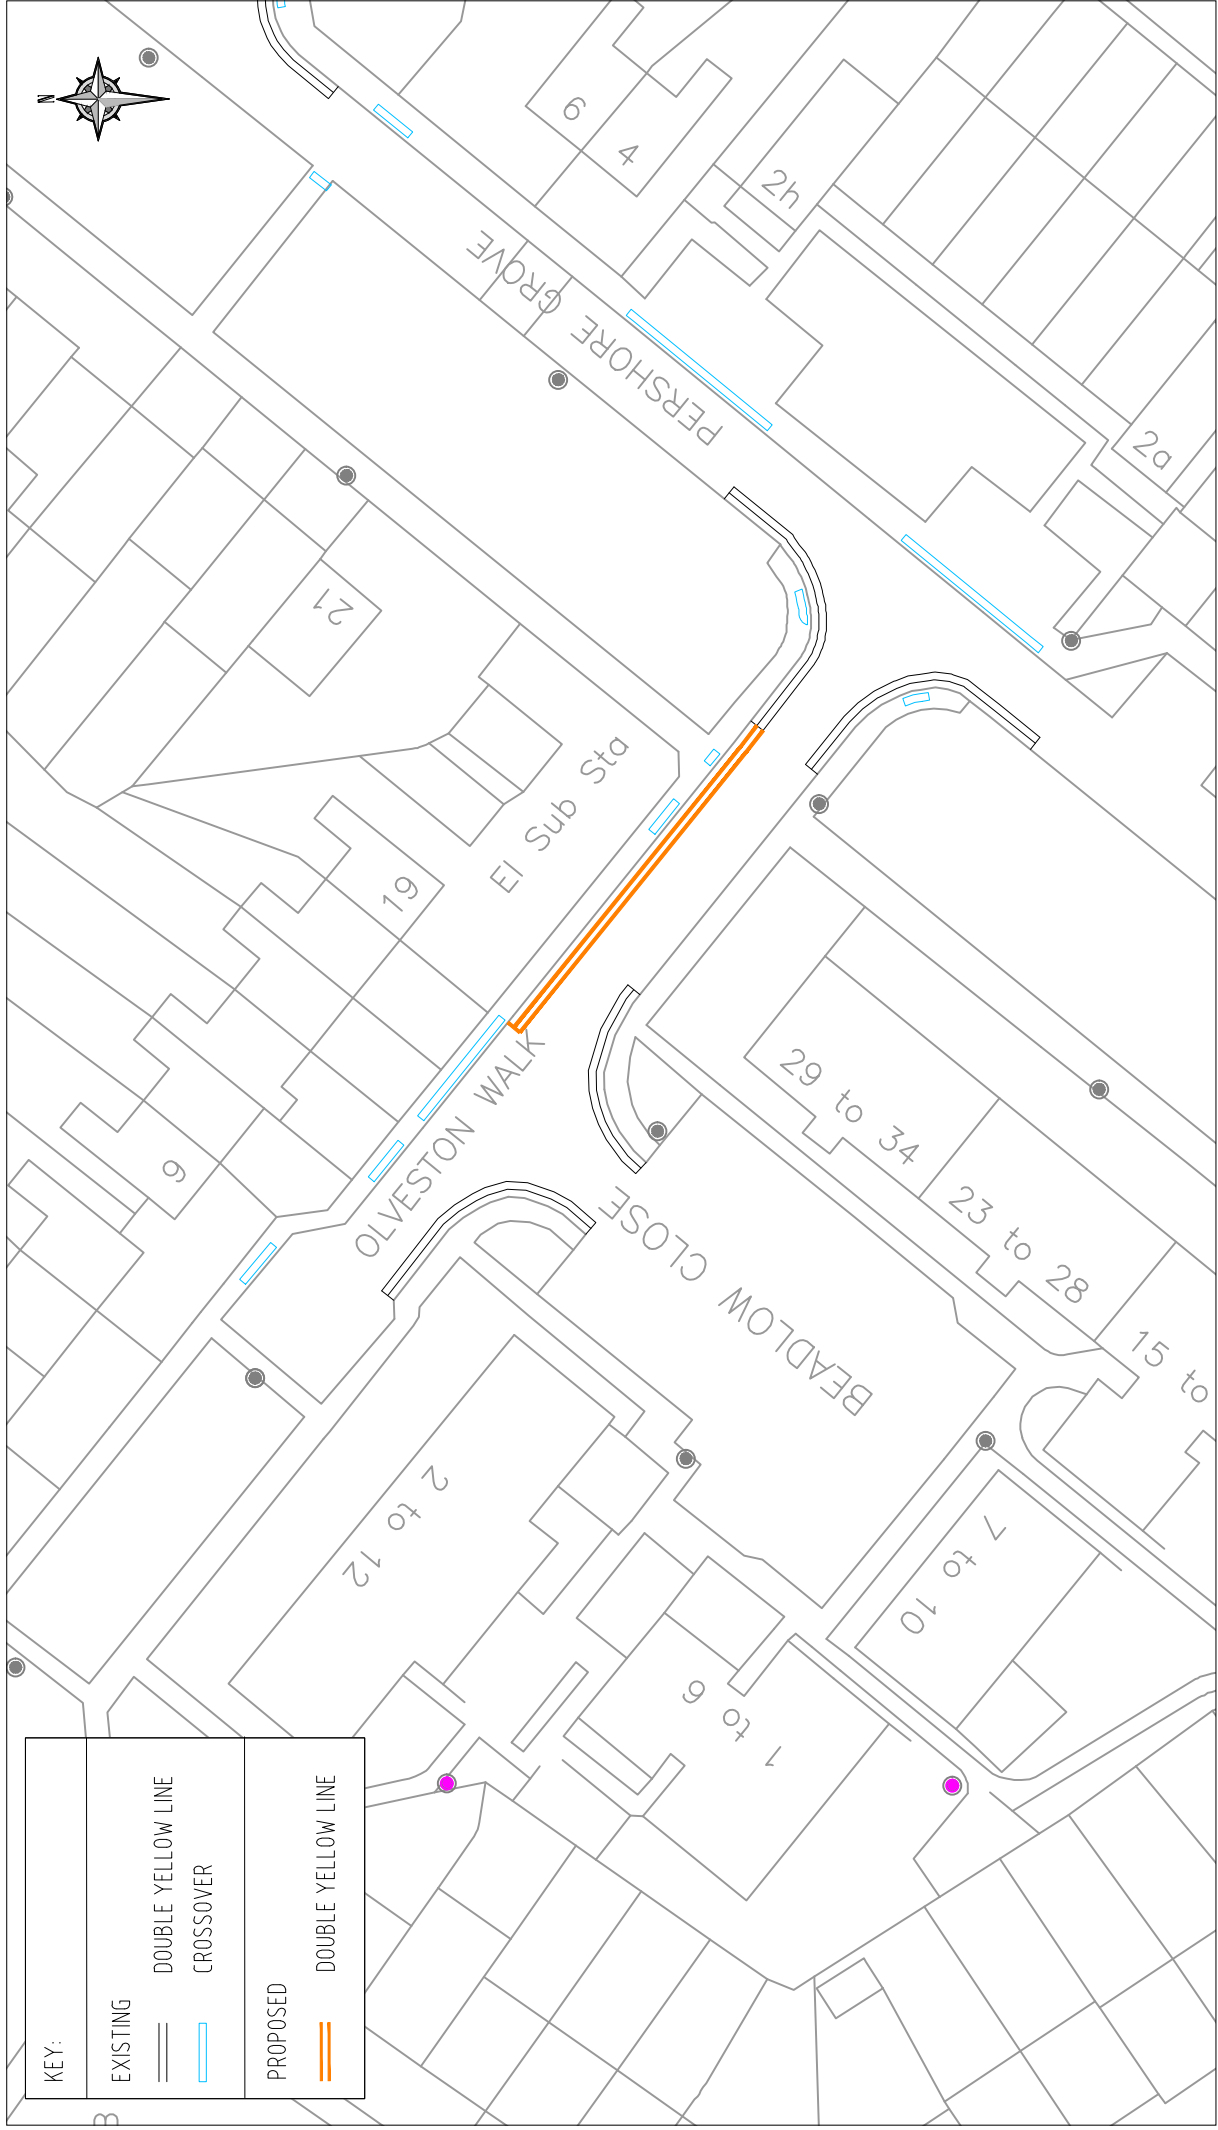 N
6
4
2h
PERSHORE GROVE
2a
21
El Sub Sta
19
9
OLVESTON WALK
29 to 34
23 to 28
15 to
BEADLOW CLOSE
2 to 12
7 to 10
1 to 6
KEY:
EXISTING
DOUBLE YELLOW LINE
CROSSOVER
PROPOSED
DOUBLE YELLOW LINE